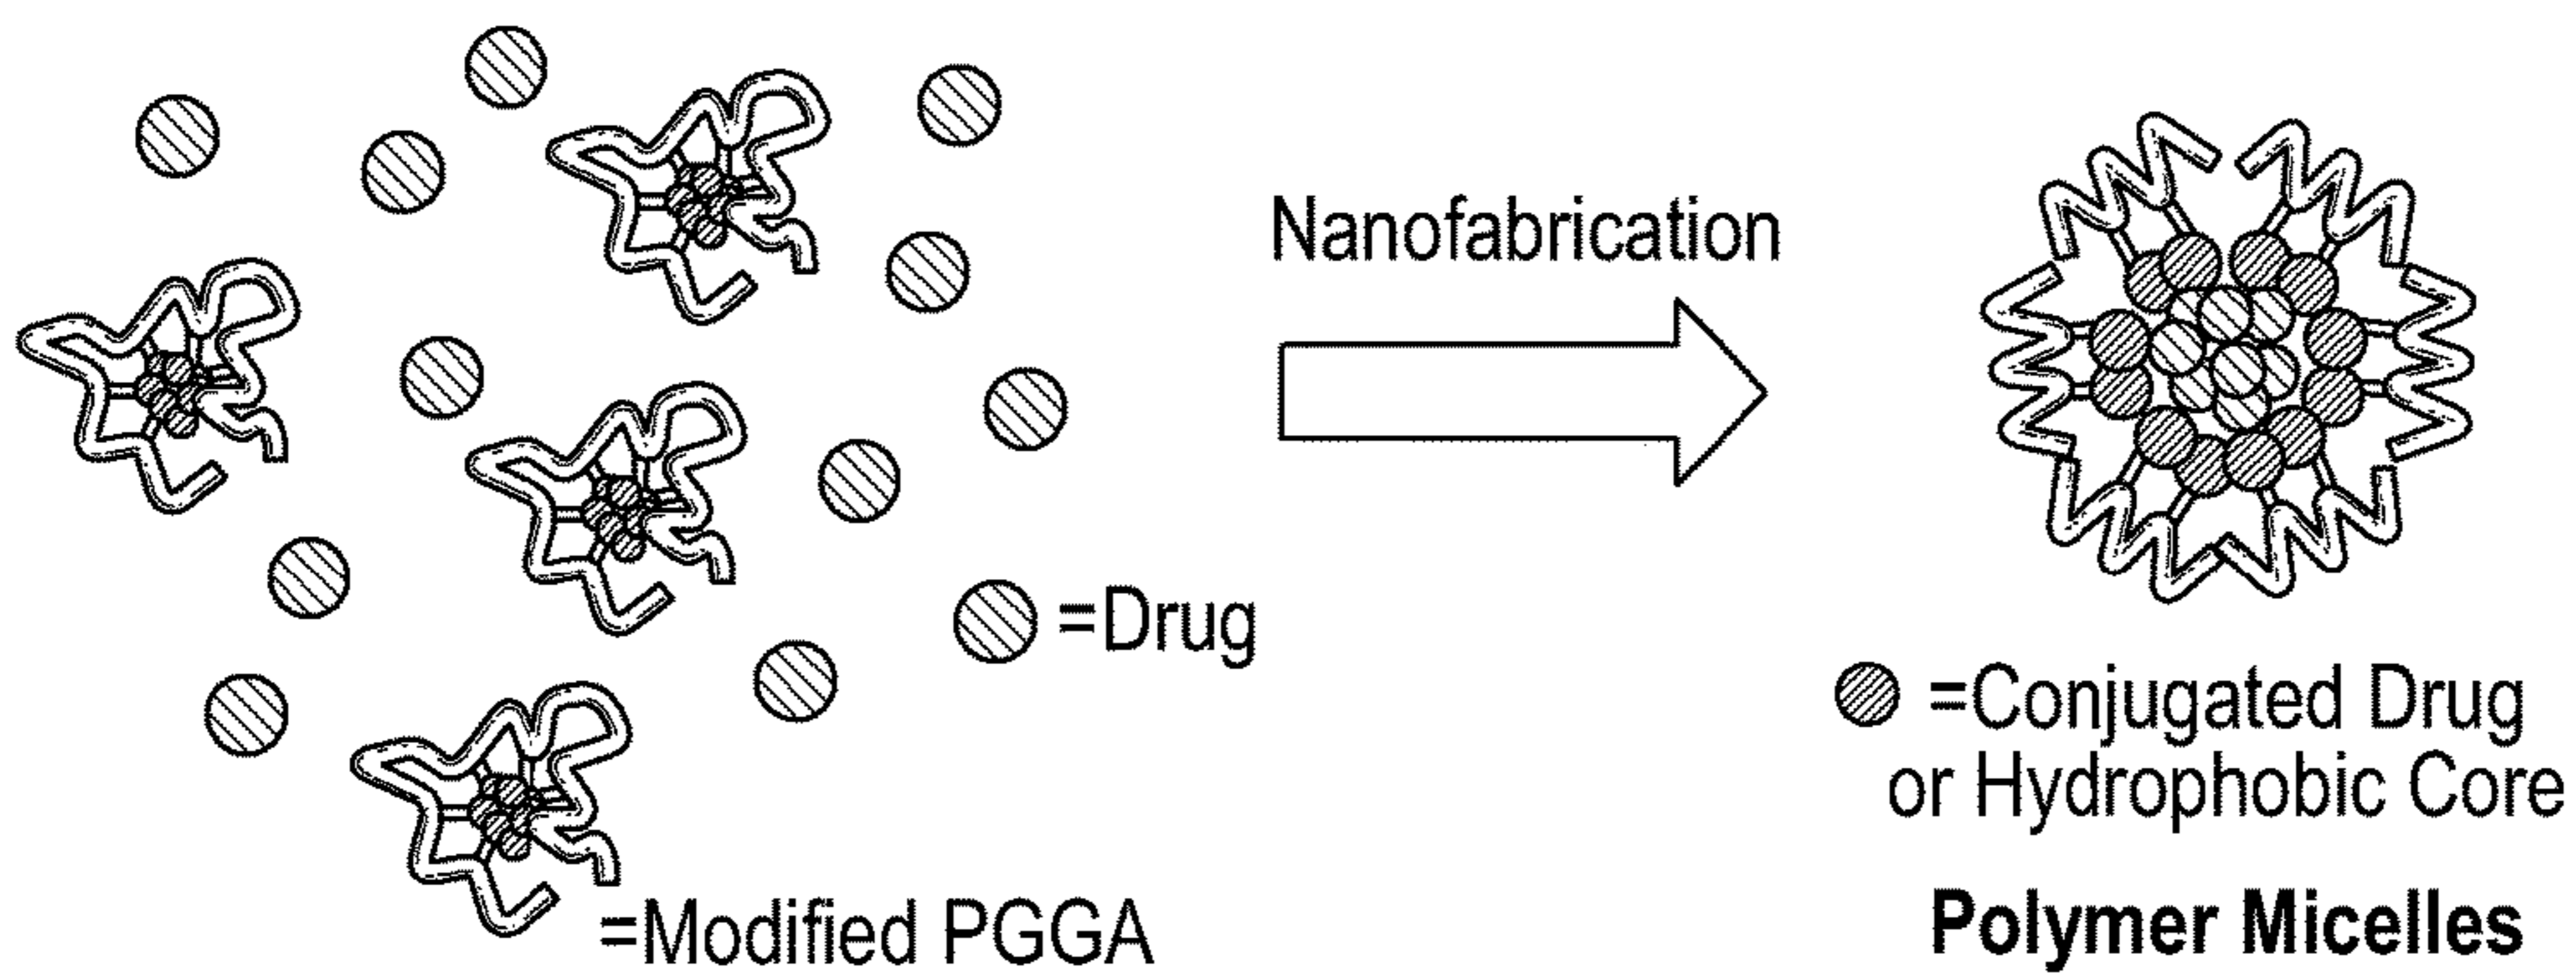 Nanofabrication
=Drug
=Modified PGGA
=Conjugated Drug
or Hydrophobic Core
Polymer Micelles